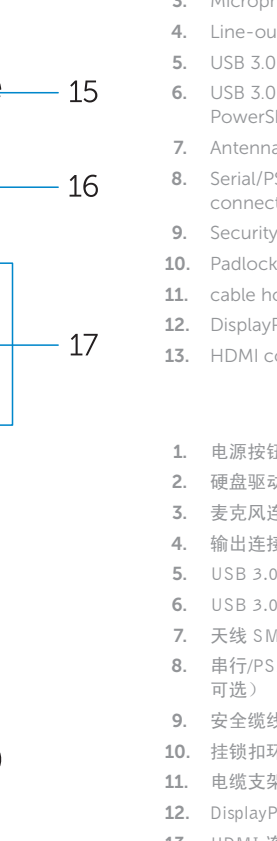 15
16
17
3.
4. Line-ou
5. USB 3.0
6. USB 3.0
PowerSh
7. Antenna
8. Serial/PS
connect
9. Security
10. Padlock
11. cable ho
12. DisplayP
13. HDMI co
1. 电源按钮
2. 硬盘驱动
3. 麦克风连
4. 输出连接
5. USB 3.0
6. USB 3.0
7. 天线 SM
8. 串行/PS
可选）
9. 安全缆线
10. 挂锁扣环
11. 电缆支架
12. DisplayP